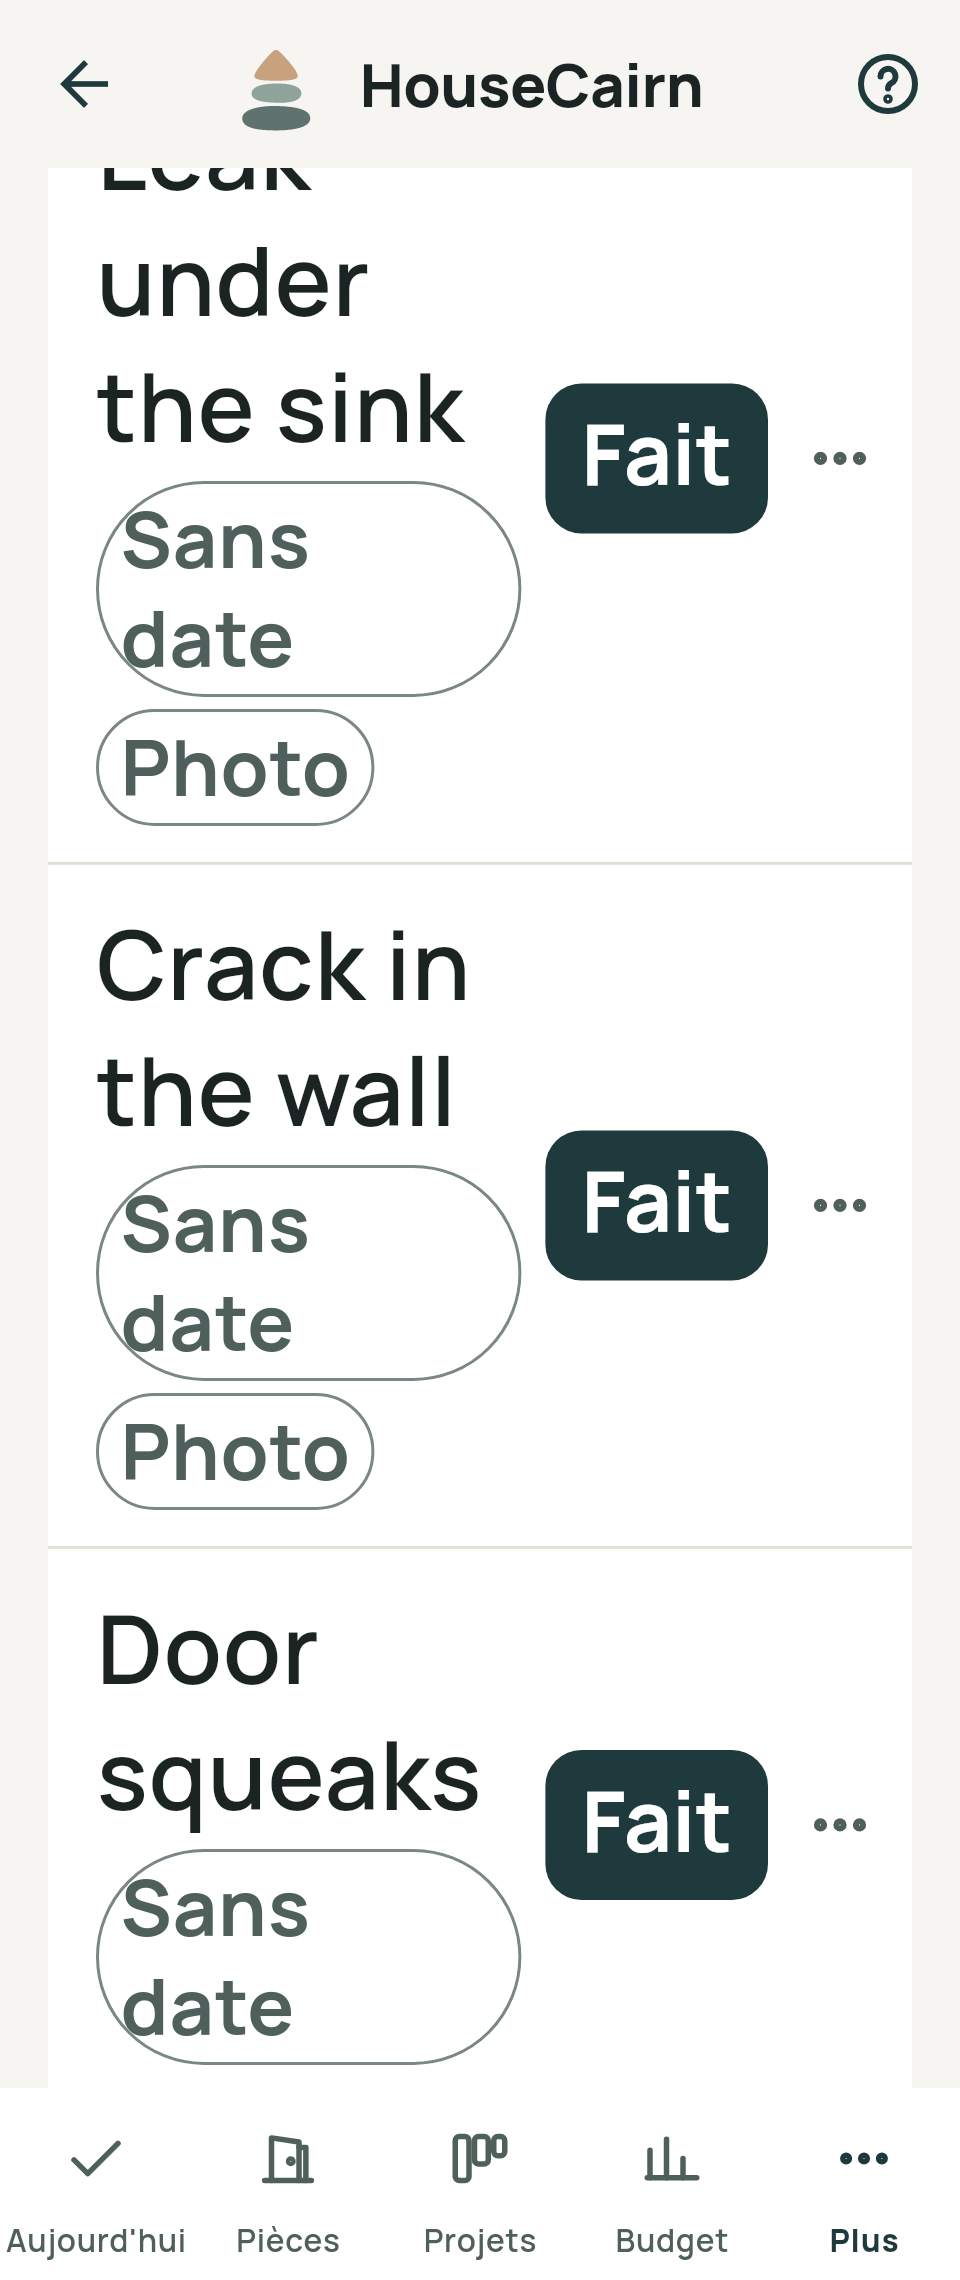 HouseCairn
Leak
under
the sink
Fait
Sans
date
Photo
Crack in
the wall
Fait
Sans
date
Photo
Door
squeaks
Fait
Sans
date
Aujourd'hui
Pièces
Projets
Budget
Plus